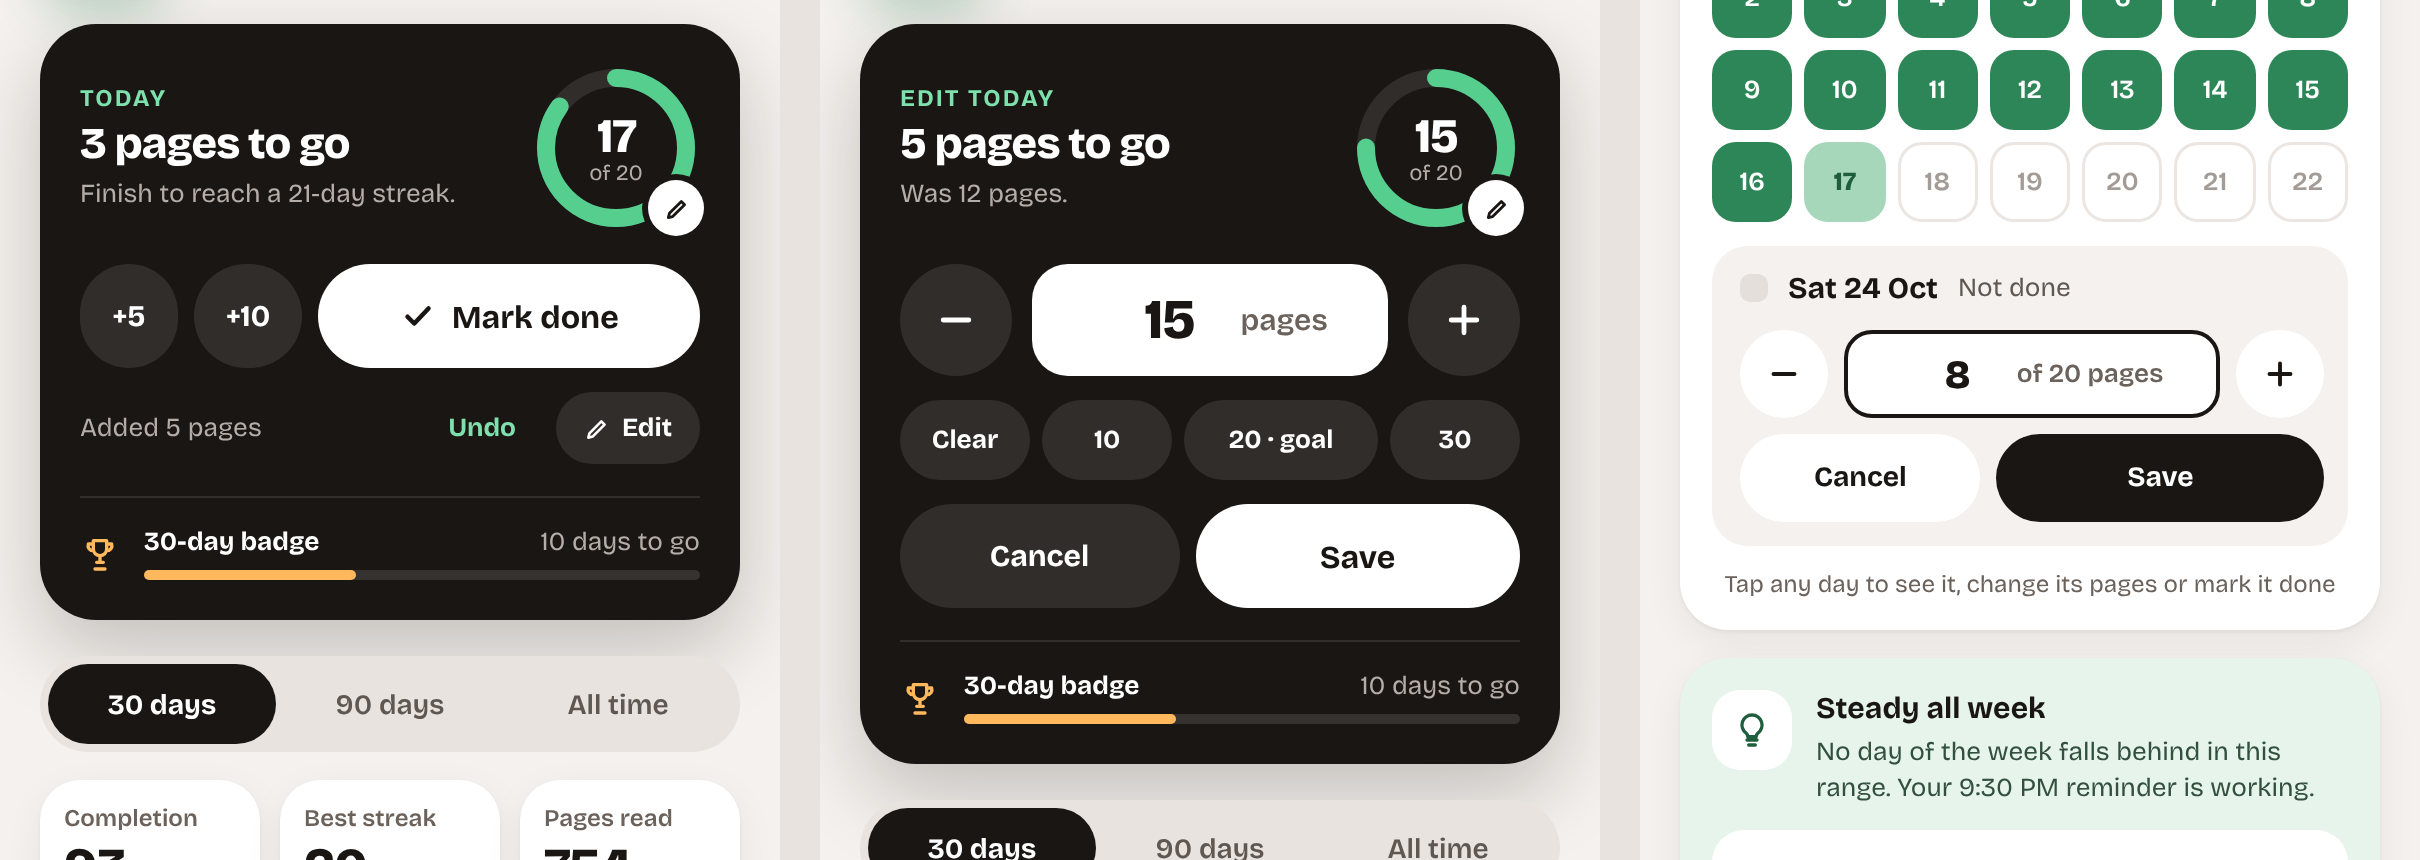 TODAY
3 pages to go
Finish to reach a 21-day streak.
17
of 20
+5
+10
Mark done
Added 5 pages
Undo
Edit
30-day badge
10 days to go
30 days
90 days
All time
Completion
Best streak
Pages read
EDIT TODAY
5 pages to go
Was 12 pages.
15
of 20
15
pages
Clear
10
20 · goal
30
Cancel
Save
30-day badge
10 days to go
30 days
90 days
All time
9
10
11
12
13
14
15
16
17
18
19
20
21
22
Sat 24 Oct
Not done
8
of 20 pages
Cancel
Save
Tap any day to see it, change its pages or mark it done
Steady all week
No day of the week falls behind in this
range. Your 9:30 PM reminder is working.